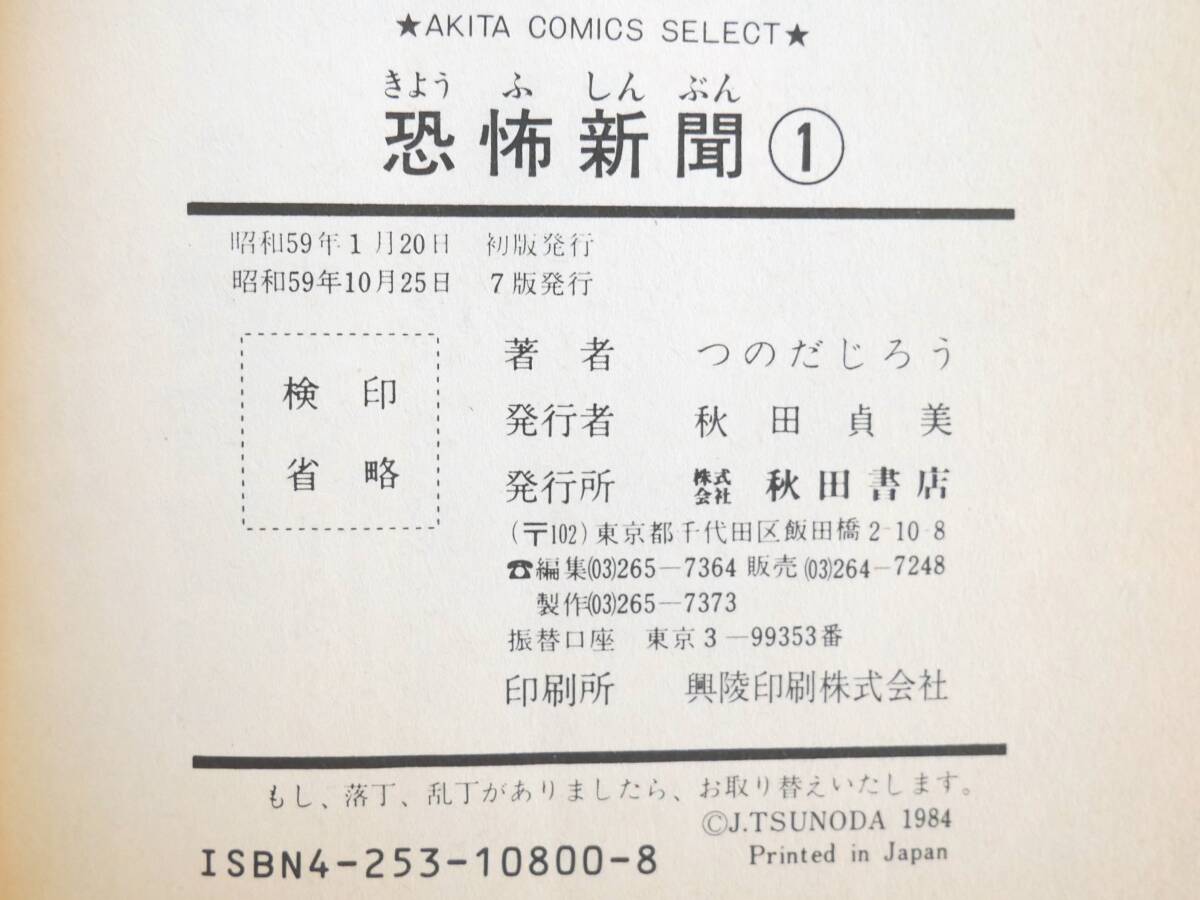 ★AKITA COMICS SELECT★
きよう ふ しん ぶん
恐怖新聞①
昭和59年1月20日 初版発行
昭和59年10月25日 7版発行
検印
省略
著者 つのだじろう
発行者 秋田貞美
発行所 株式会社 秋田書店
(〒102)東京都千代田区飯田橋2-10-8
☎編集(03)265—7364 販売(03)264—7248
製作(03)265—7373
振替口座 東京3—99353番
印刷所 興陵印刷株式会社
もし、落丁、乱丁がありましたら、お取り替えいたします。
©J.TSUNODA 1984
ISBN4-253-10800-8
Printed in Japan